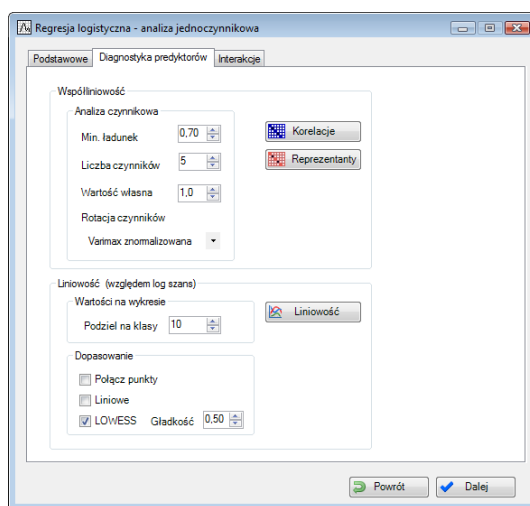 Regresja logistyczna - analiza jednoczynnikowa
Podstawowe Diagnostyka predyktorów Interakcje
Współliniowość
Analiza czynnikowa
Min. ładunek 0,70 Korelacje
Liczba czynników 5 Reprezentanty
Wartość własna 1,0
Rotacja czynników
Varimax znormalizowana
Liniowość (względem log szans)
Wartości na wykresie
Podziel na klasy 10 Liniowość
Dopasowanie
Połącz punkty
Liniowe
LOWESS Gładkość 0,50
Powrót Dalej